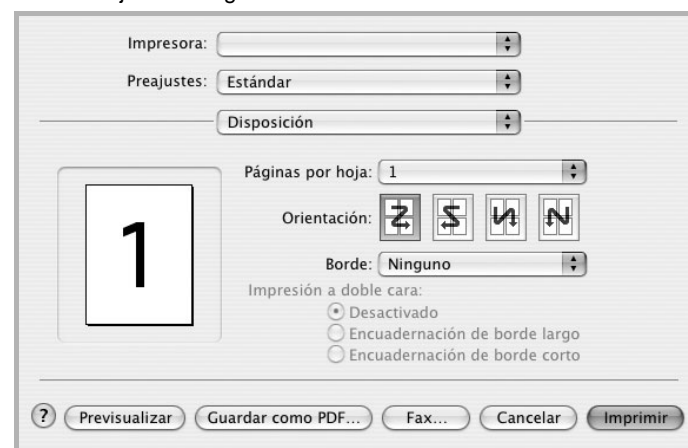 Impresora:
Preajustes: Estándar
Disposición
Páginas por hoja: 1
Orientación:
1
Borde: Ninguno
Impresión a doble cara:
Desactivado
Encuadernación de borde largo
Encuadernación de borde corto
? Previsualizar Guardar como PDF... Fax... Cancelar Imprimir